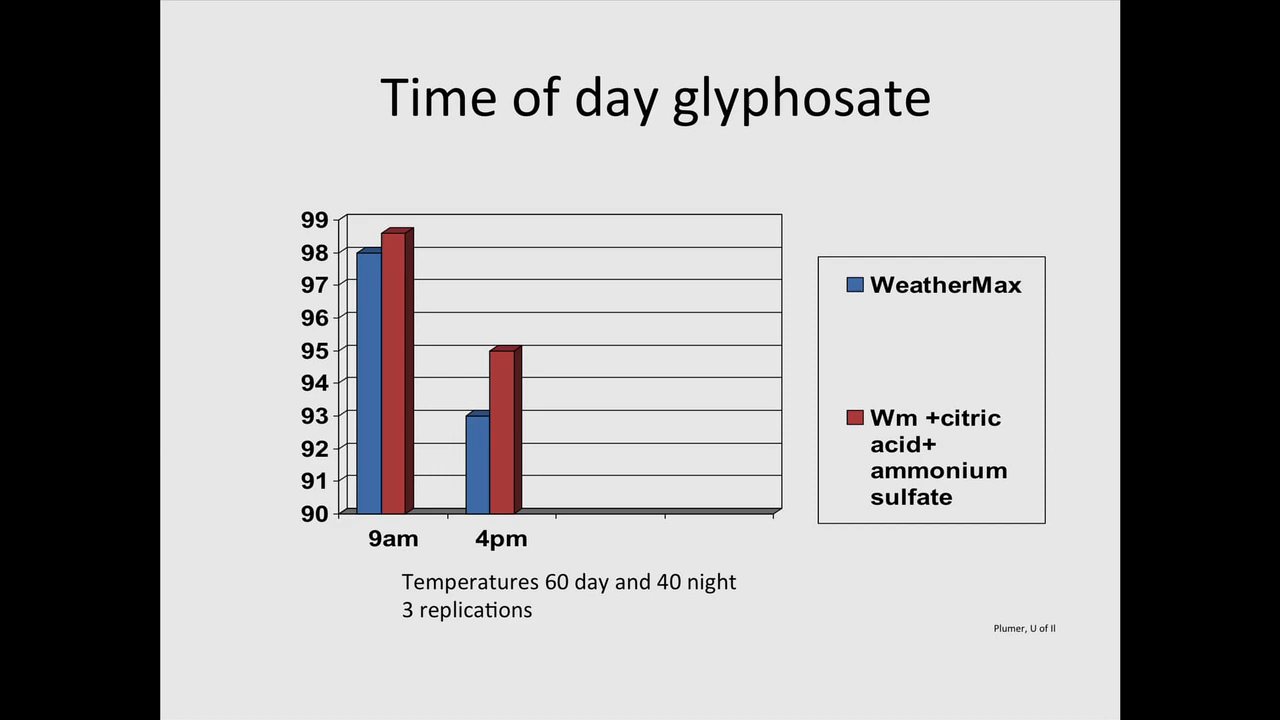 Time of day glyphosate
99
98
97
96
95
94
93
92
91
90
9am 4pm
WeatherMax
Wm +citric
acid+
ammonium
sulfate
Temperatures 60 day and 40 night
3 replications
Plumer, U of Il